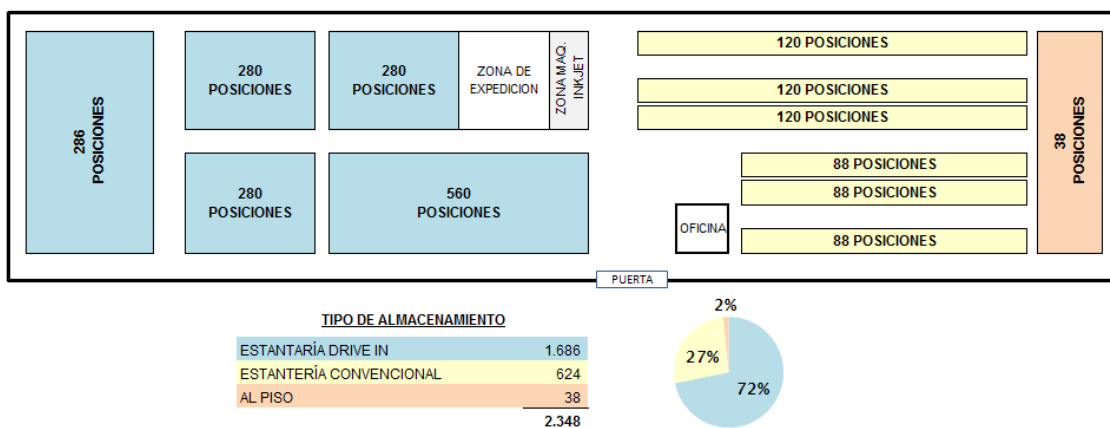 286
POSICIONES
280
POSICIONES
280
POSICIONES
ZONA DE
EXPEDICION
ZONA MAQ.
INKJET
280
POSICIONES
560
POSICIONES
120 POSICIONES
120 POSICIONES
120 POSICIONES
88 POSICIONES
88 POSICIONES
88 POSICIONES
OFICINA
38
POSICIONES
PUERTA
TIPO DE ALMACENAMIENTO
ESTANTARÍA DRIVE IN 1.686
ESTANTERÍA CONVENCIONAL 624
AL PISO 38
2.348
2%
27%
72%